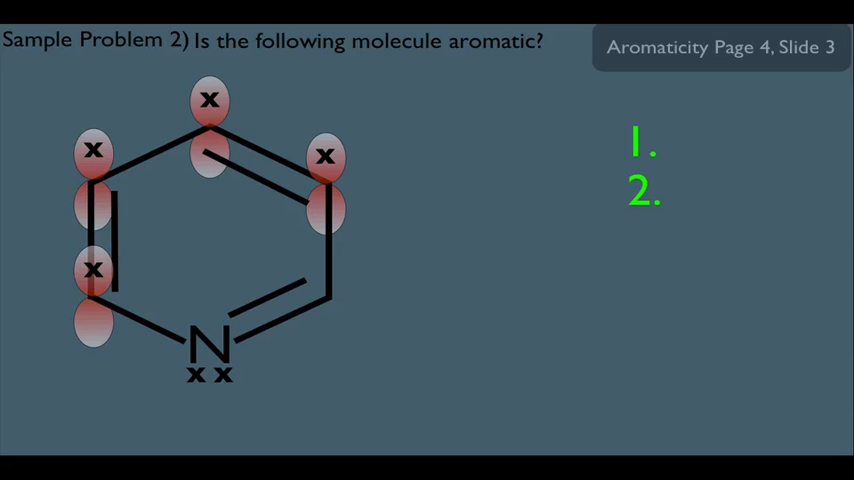 Sample Problem 2) Is the following molecule aromatic?
Aromaticity Page 4, Slide 3
x
x
x
x
1.
2.
N
x x